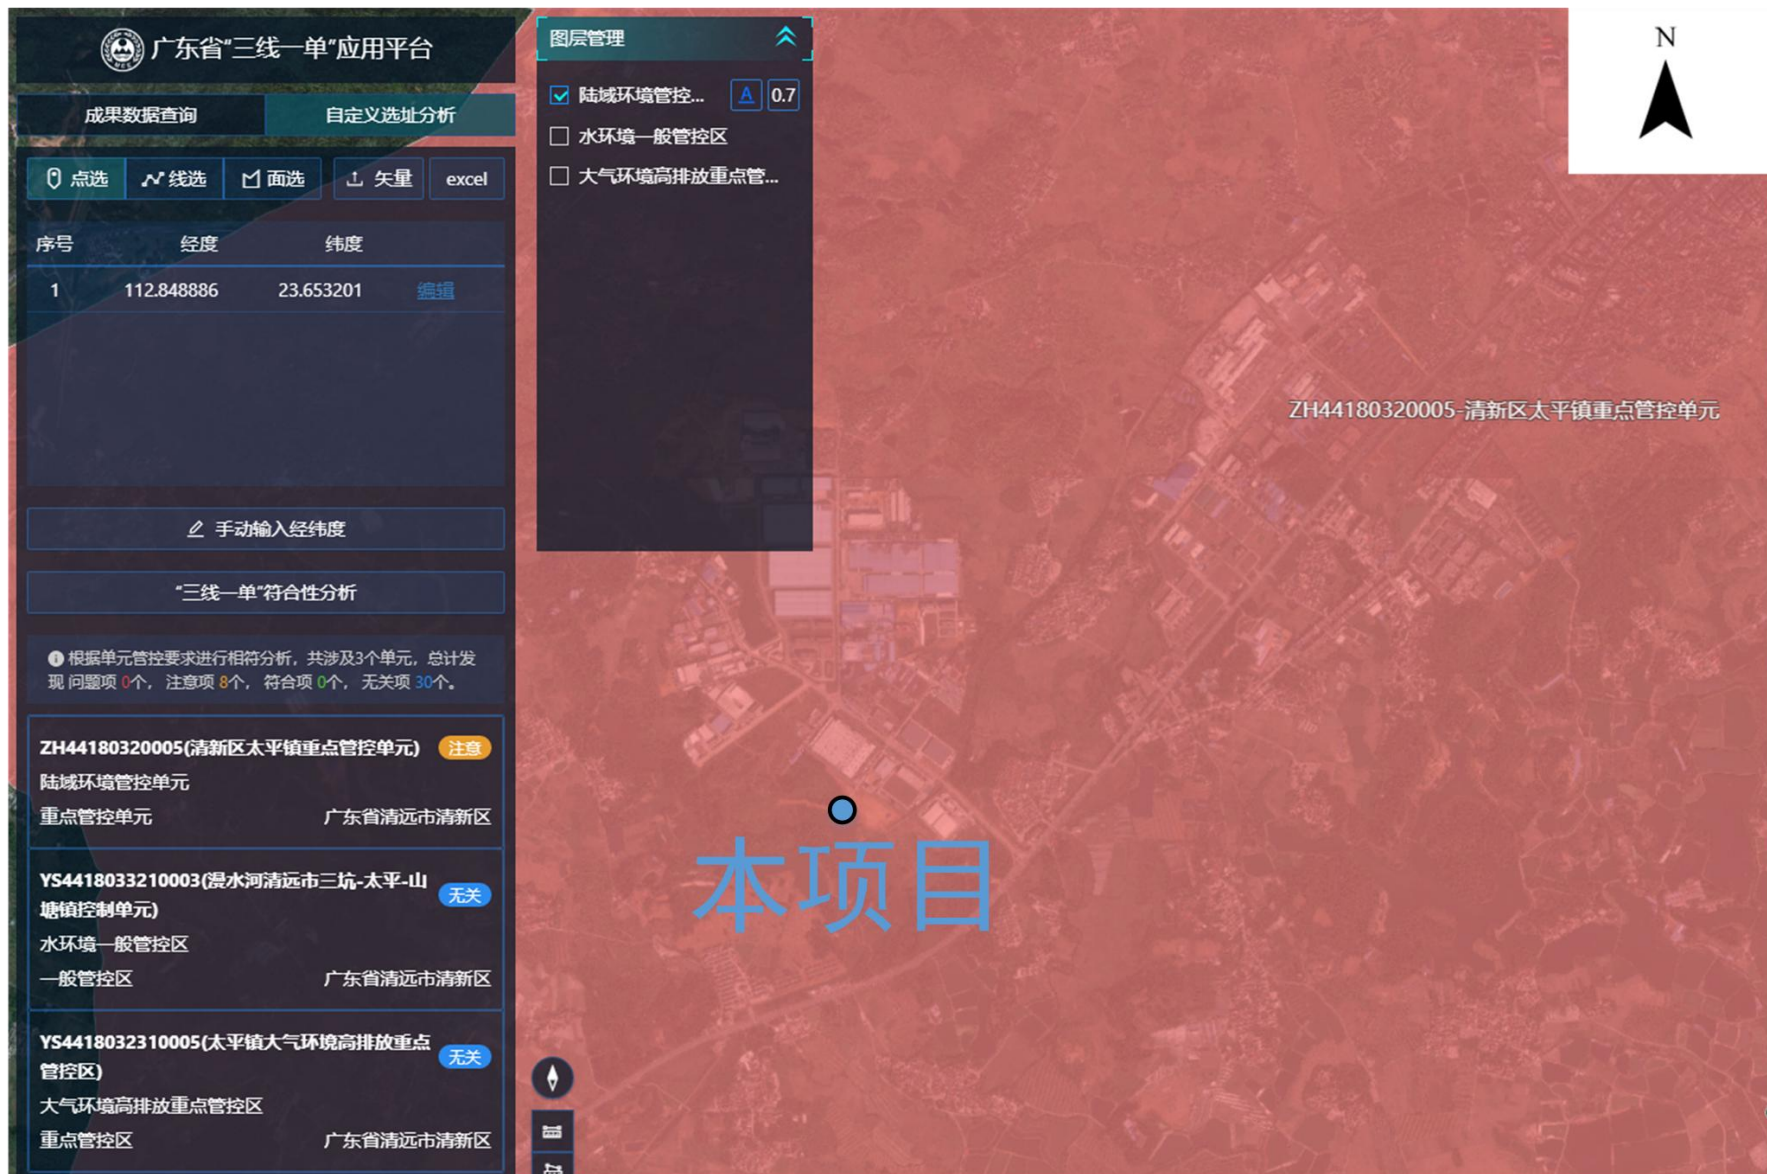 广东省“三线一单”应用平台
成果数据查询
自定义选址分析
点选
线选
面选
矢量
excel
序号 经度 纬度
1 112.848886 23.653201 编辑
手动输入经纬度
“三线一单”符合性分析
根据单元管控要求进行相符分析，共涉及3个单元，总计发
现 问题项 0个， 注意项 8个， 符合项 0个， 无关项 30个。
ZH44180320005(清新区太平镇重点管控单元) 注意
陆域环境管控单元
重点管控单元 广东省清远市清新区
YS4418033210003(漫水河清远市三坑-太平-山
塘镇控制单元)
无关
水环境一般管控区
一般管控区 广东省清远市清新区
YS4418032310005(太平镇大气环境高排放重点
管控区)
无关
大气环境高排放重点管控区
重点管控区 广东省清远市清新区
图层管理
陆域环境管控... A 0.7
水环境一般管控区
大气环境高排放重点管...
N
ZH44180320005-清新区太平镇重点管控单元
本项目